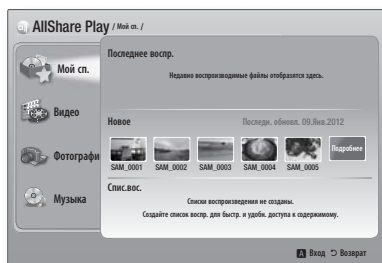 AllShare Play / Мой сп. /
Мой сп.
Видео
Фотографи
Музыка
Последнее воспр.
Недавно воспроизводимые файлы отобразятся здесь.
Новое
Последн. обновл. 09.Янв.2012
SAM_0001 SAM_0002 SAM_0003 SAM_0004 SAM_0005 Подробнее
Спис.вос.
Списки воспроизведения не созданы.
Создайте список воспр. для быстр. и удобн. доступа к содержимому.
A Вход Возврат